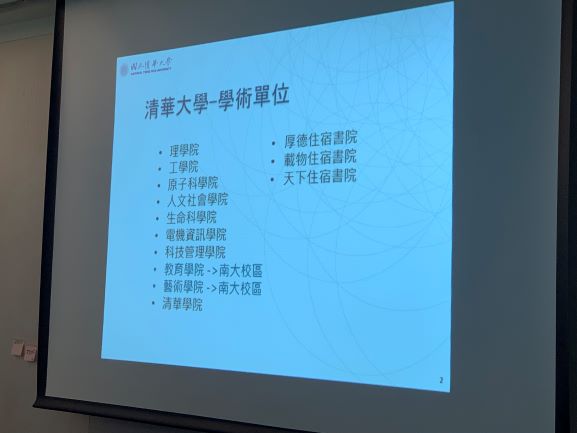 國立清華大學
NATIONAL TSING HUA UNIVERSITY
清華大學-學術單位
• 理學院
• 工學院
• 原子科學院
• 人文社會學院
• 生命科學院
• 電機資訊學院
• 科技管理學院
• 教育學院 ->南大校區
• 藝術學院 ->南大校區
• 清華學院
• 厚德住宿書院
• 載物住宿書院
• 天下住宿書院
2